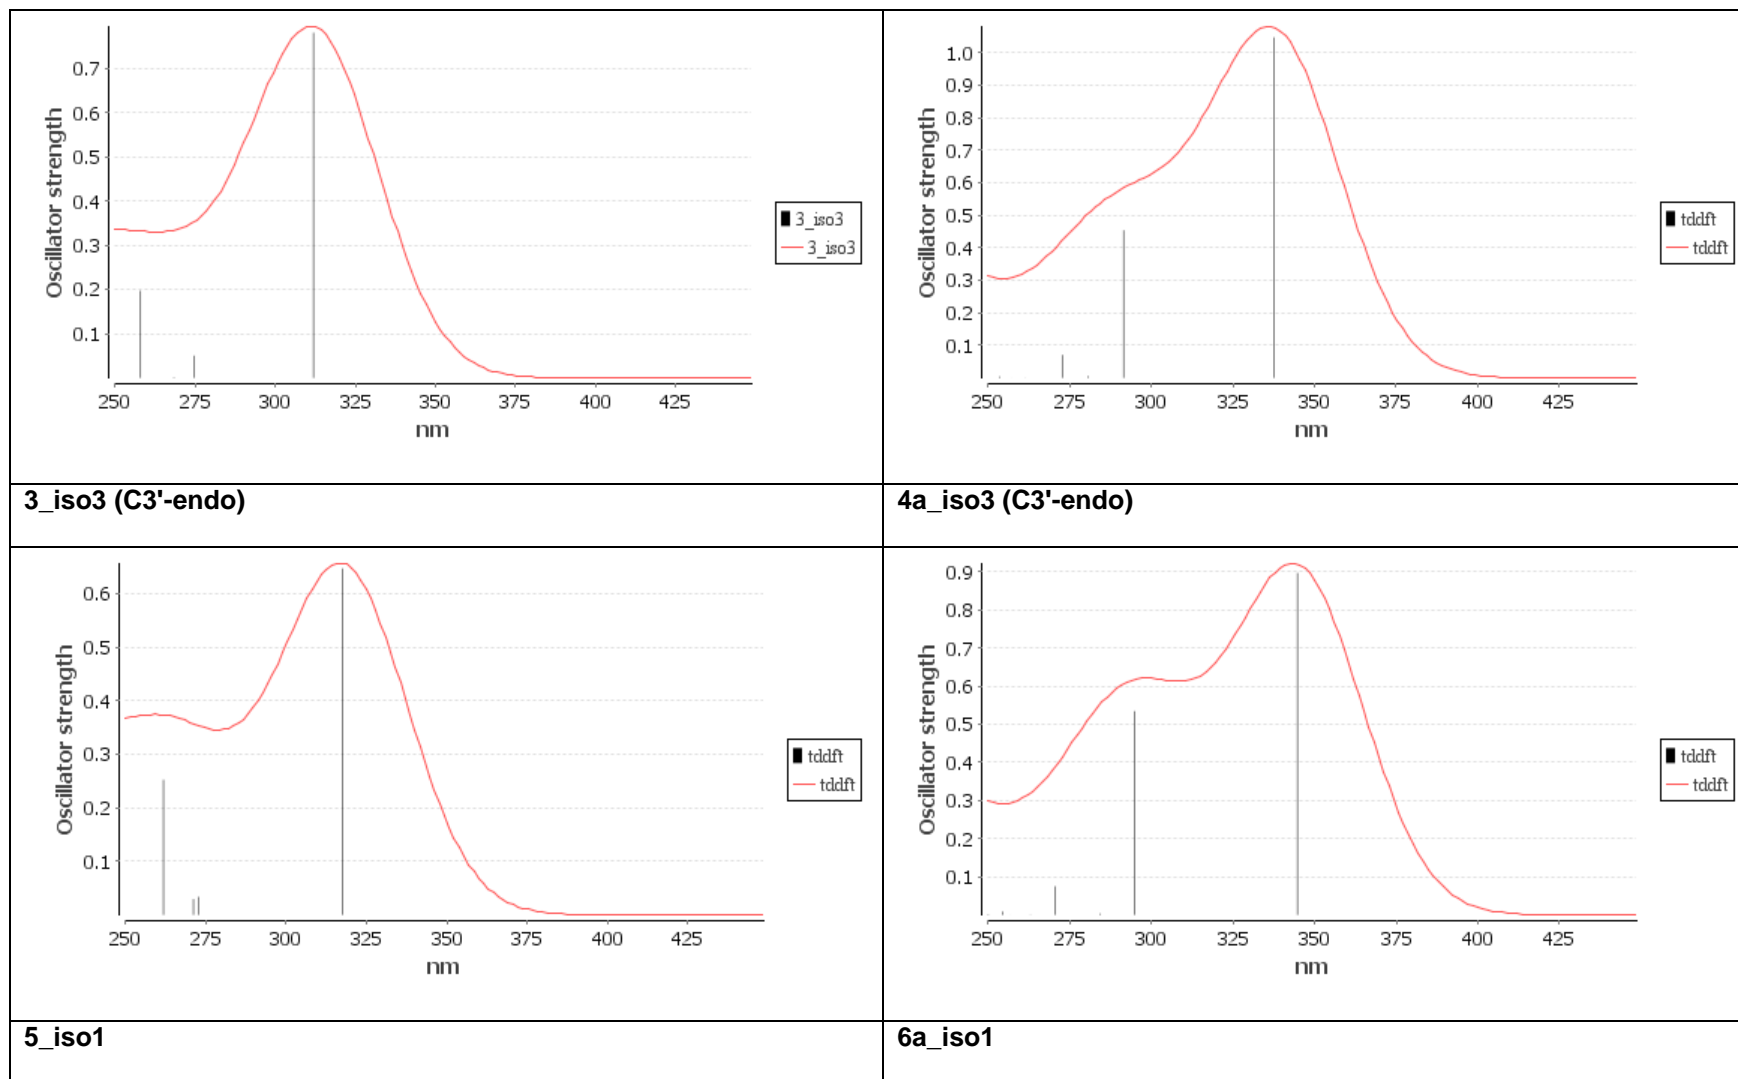 Oscillator strength
0.7
0.6
0.5
0.4
0.3
0.2
0.1
250 275 300 325 350 375 400 425
nm
3_iso3
3_iso3
Oscillator strength
1.0
0.9
0.8
0.7
0.6
0.5
0.4
0.3
0.2
0.1
250 275 300 325 350 375 400 425
nm
tddft
tddft
3_iso3 (C3'-endo)
4a_iso3 (C3'-endo)
Oscillator strength
0.6
0.5
0.4
0.3
0.2
0.1
250 275 300 325 350 375 400 425
nm
tddft
tddft
Oscillator strength
0.9
0.8
0.7
0.6
0.5
0.4
0.3
0.2
0.1
250 275 300 325 350 375 400 425
nm
tddft
tddft
5_iso1
6a_iso1